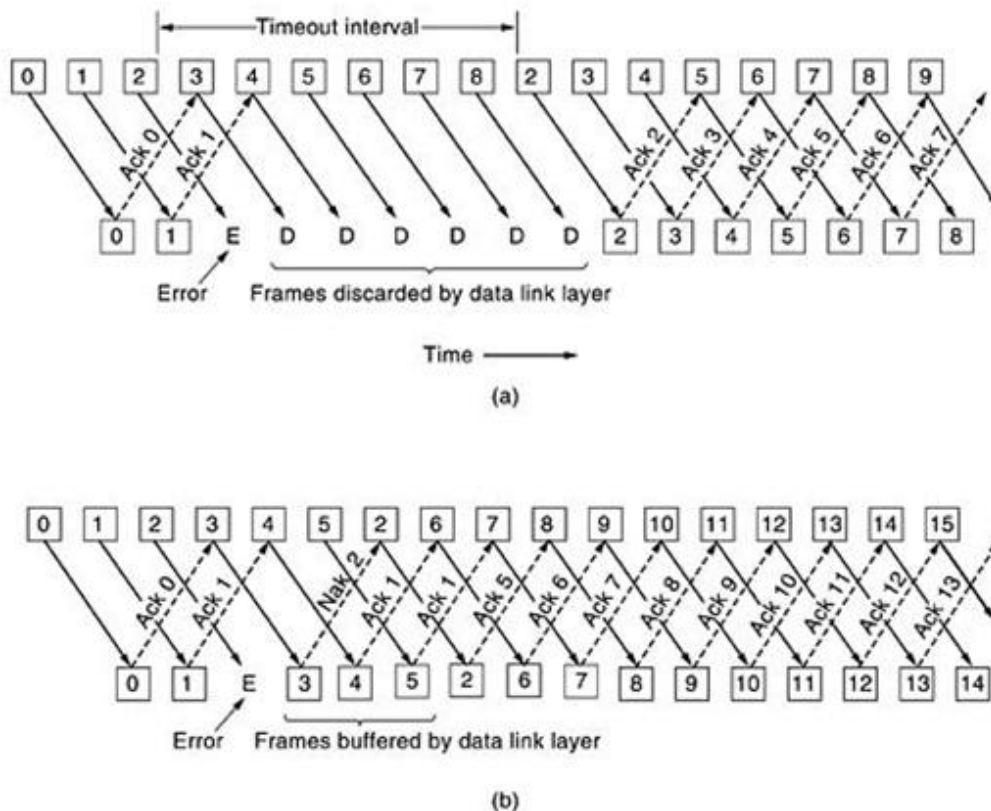 Timeout interval
0 1 2 3 4 5 6 7 8 2 3 4 5 6 7 8 9
Ack 0 Ack 1 Ack 2 Ack 3 Ack 4 Ack 5 Ack 6 Ack 7
0 1 E D D D D D D 2 3 4 5 6 7 8
Error Frames discarded by data link layer
Time
(a)
0 1 2 3 4 5 2 6 7 8 9 10 11 12 13 14 15
Ack 0 Ack 1 Nak 2 Ack 1 Ack 1 Ack 5 Ack 6 Ack 7 Ack 8 Ack 9 Ack 10 Ack 11 Ack 12 Ack 13
0 1 E 3 4 5 2 6 7 8 9 10 11 12 13 14
Error Frames buffered by data link layer
(b)